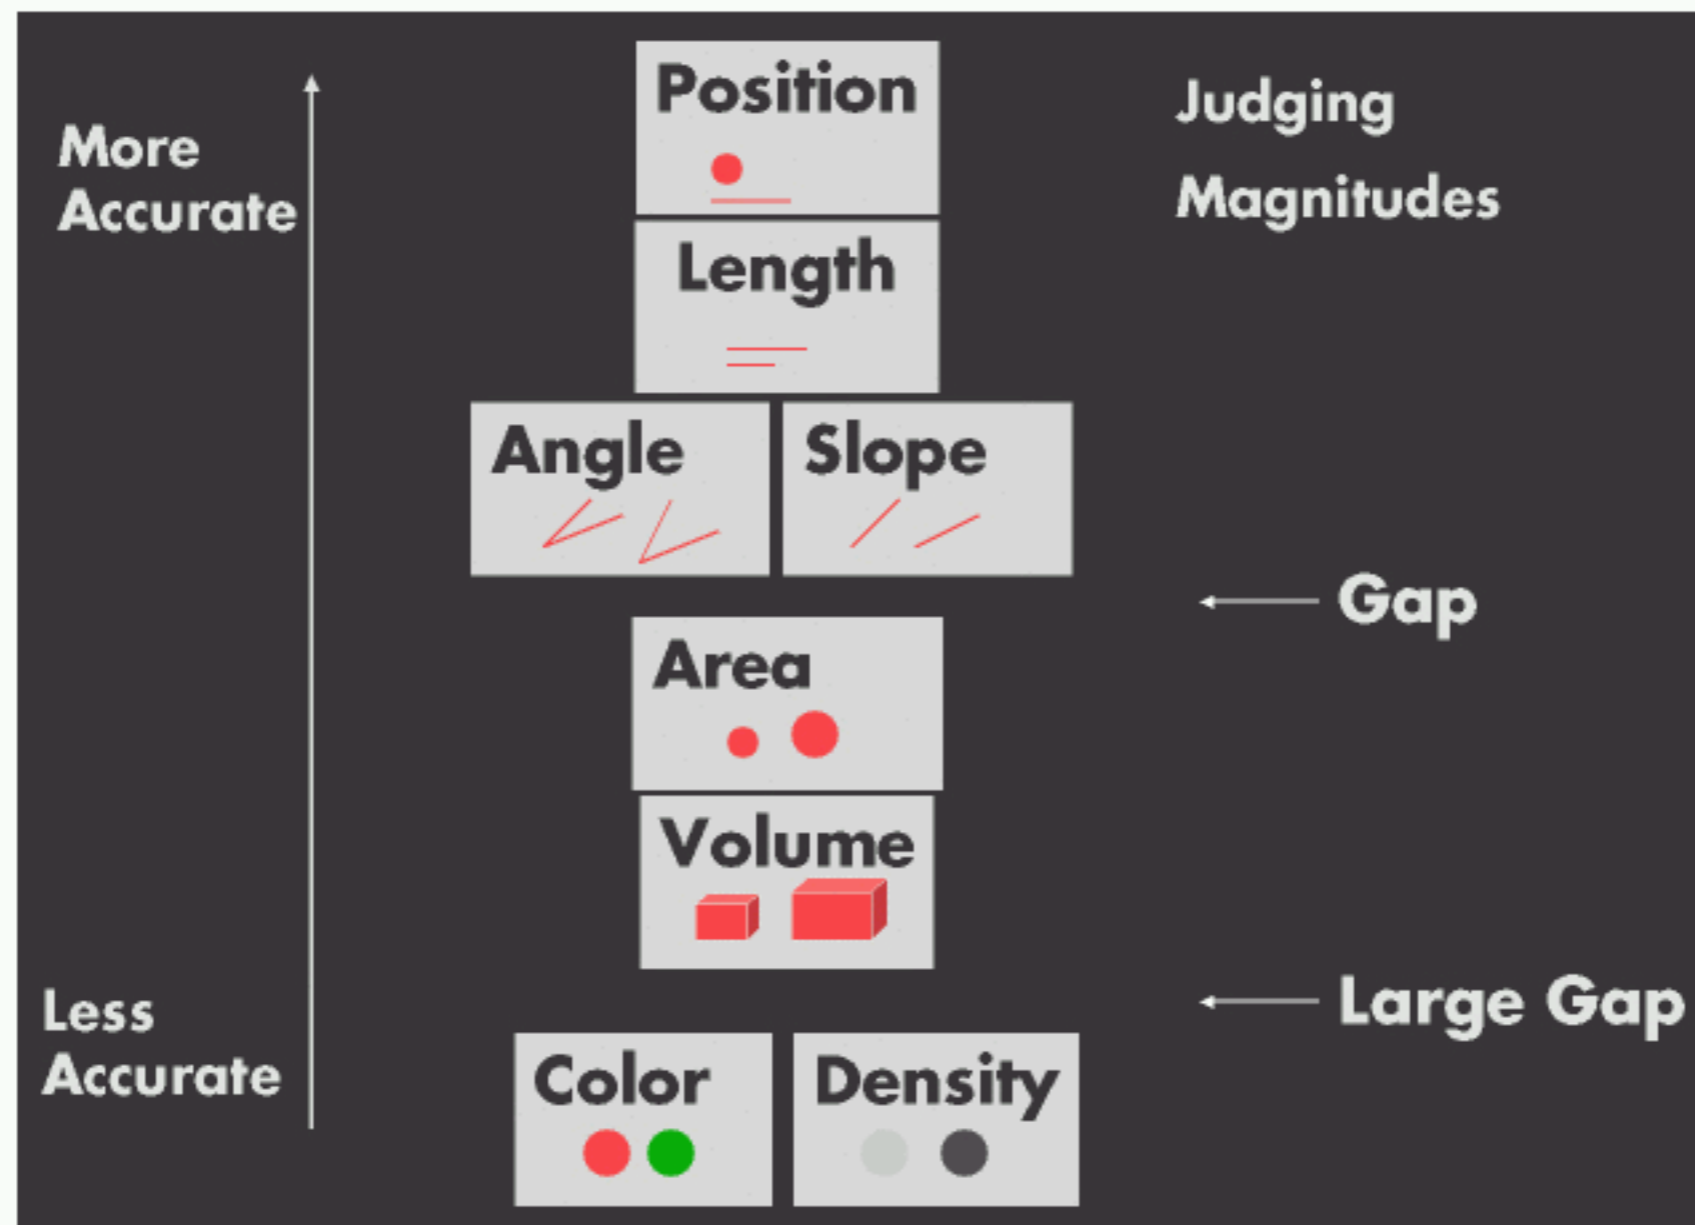 Position
Judging
Magnitudes
More
Accurate
Length
Angle
Slope
Gap
Area
Volume
Less
Accurate
Large Gap
Color
Density